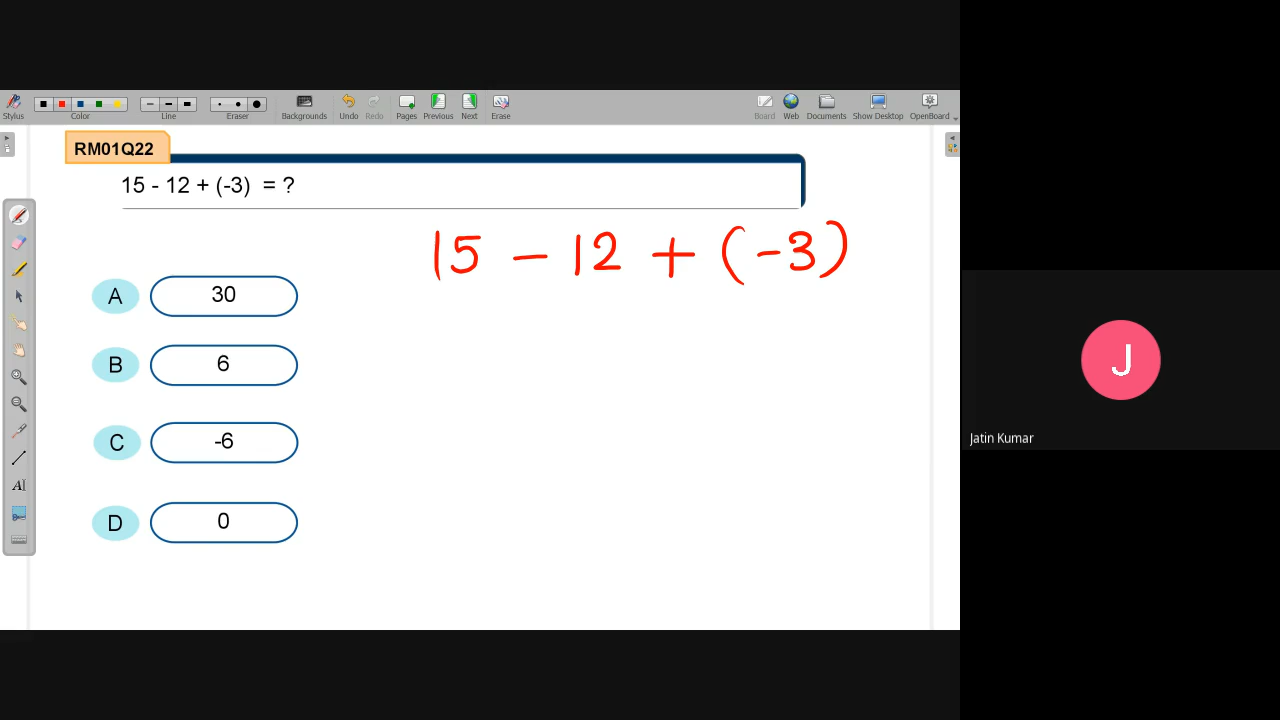 Stylus Color Line Eraser Backgrounds Undo Redo Pages Previous Next Erase Board Web Documents Show Desktop OpenBoard
RM01Q22
15 - 12 + (-3) = ?
15 - 12 + (-3)
A 30
B 6
C -6
D 0
AI
J
Jatin Kumar